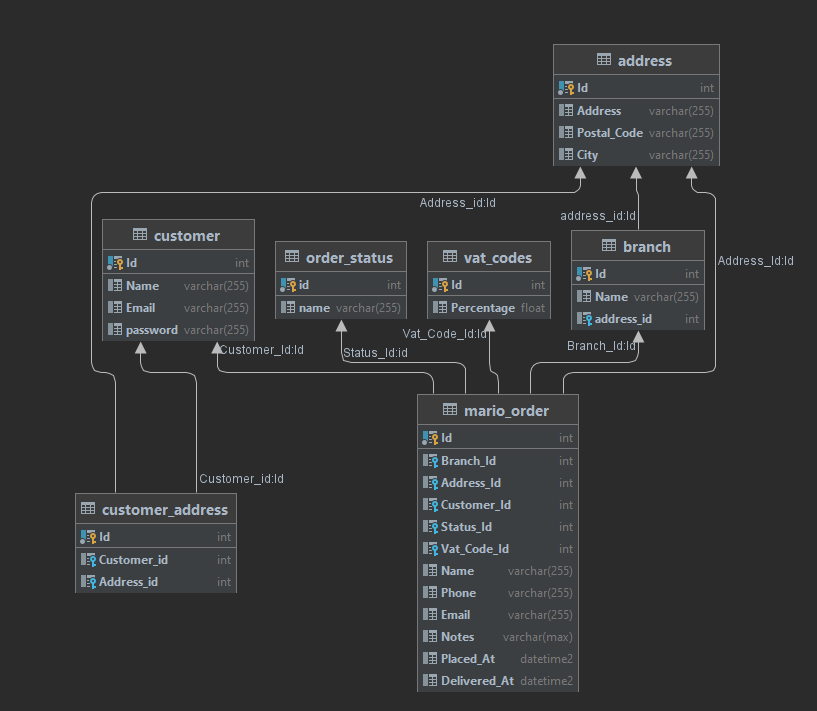 address
Id int
Address varchar(255)
Postal_Code varchar(255)
City varchar(255)
Address_id:Id
address_id:Id
Address_Id:Id
customer
Id int
Name varchar(255)
Email varchar(255)
password varchar(255)
order_status
id int
name varchar(255)
vat_codes
Id int
Percentage float
branch
Id int
Name varchar(255)
address_id int
Customer_Id:Id
Status_Id:id
Vat_Code_Id:Id
Branch_Id:Id
mario_order
Id int
Branch_Id int
Address_Id int
Customer_Id int
Status_Id int
Vat_Code_Id int
Name varchar(255)
Phone varchar(255)
Email varchar(255)
Notes varchar(max)
Placed_At datetime2
Delivered_At datetime2
Customer_id:Id
customer_address
Id int
Customer_id int
Address_id int